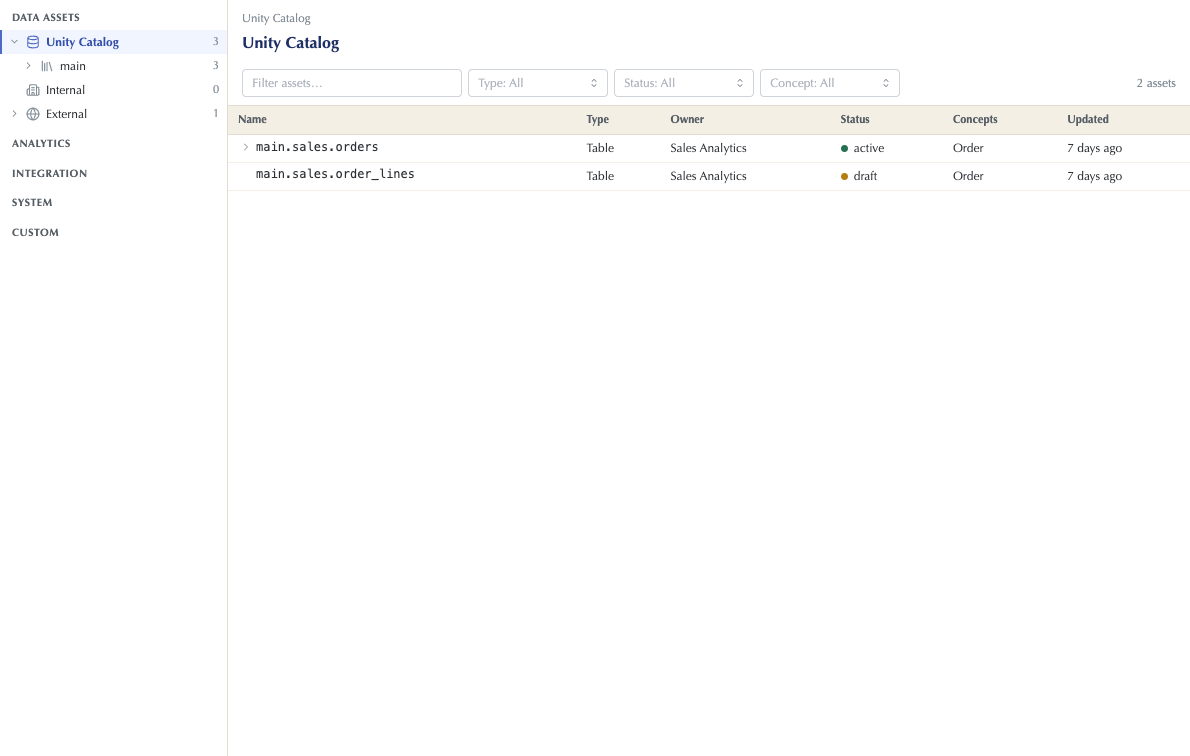 DATA ASSETS
Unity Catalog 3
main 3
Internal 0
External 1
ANALYTICS
INTEGRATION
SYSTEM
CUSTOM
Unity Catalog
Unity Catalog
Filter assets… Type: All Status: All Concept: All 2 assets
Name Type Owner Status Concepts Updated
main.sales.orders Table Sales Analytics active Order 7 days ago
main.sales.order_lines Table Sales Analytics draft Order 7 days ago